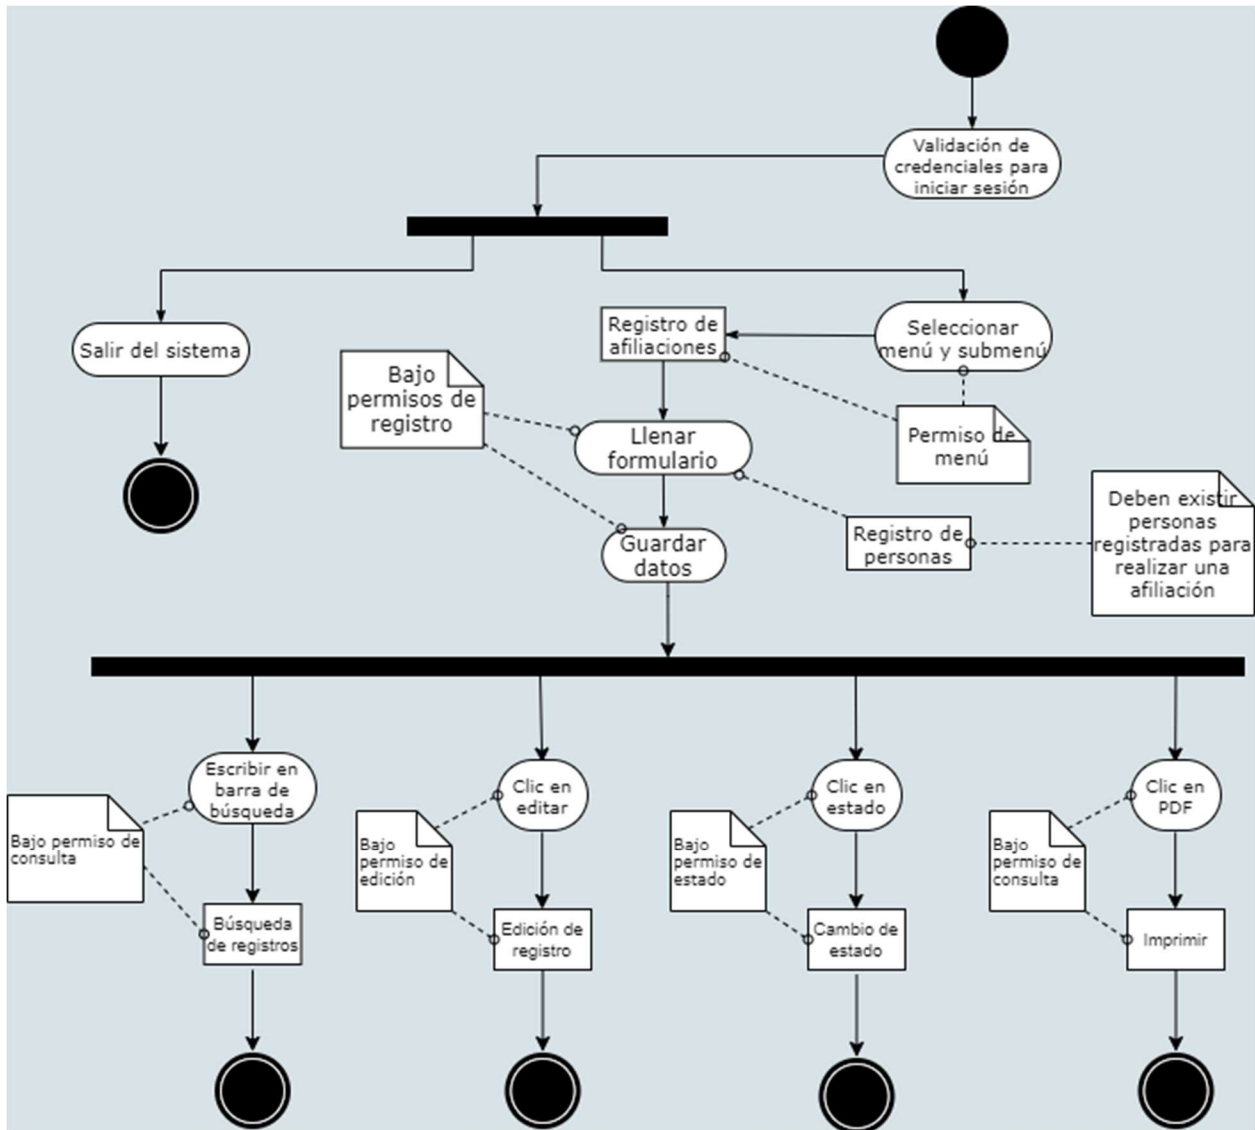 Validación de
credenciales para
iniciar sesión
Salir del sistema
Registro de
afiliaciones
Seleccionar
menú y submenú
Bajo
permisos de
registro
Llenar
formulario
Permiso de
menú
Guardar
datos
Registro de
personas
Deben existir
personas
registradas para
realizar una
afiliación
Escribir en
barra de
búsqueda
Bajo permiso de
consulta
Búsqueda
de registros
Clic en
editar
Bajo
permiso de
edición
Edición de
registro
Clic en
estado
Bajo
permiso de
estado
Cambio de
estado
Clic en
PDF
Bajo
permiso de
consulta
Imprimir